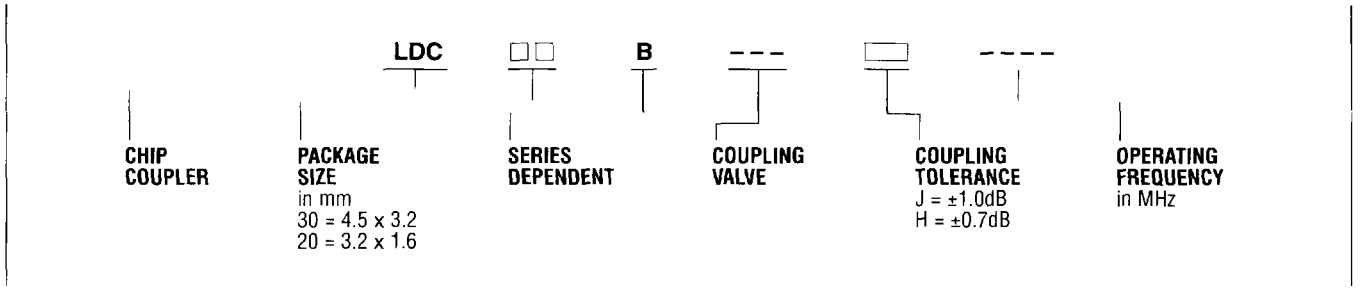 LDC □□ B --- □ ----
CHIP
COUPLER
PACKAGE
SIZE
in mm
30 = 4.5 x 3.2
20 = 3.2 x 1.6
SERIES
DEPENDENT
COUPLING
VALVE
COUPLING
TOLERANCE
J = ±1.0dB
H = ±0.7dB
OPERATING
FREQUENCY
in MHz